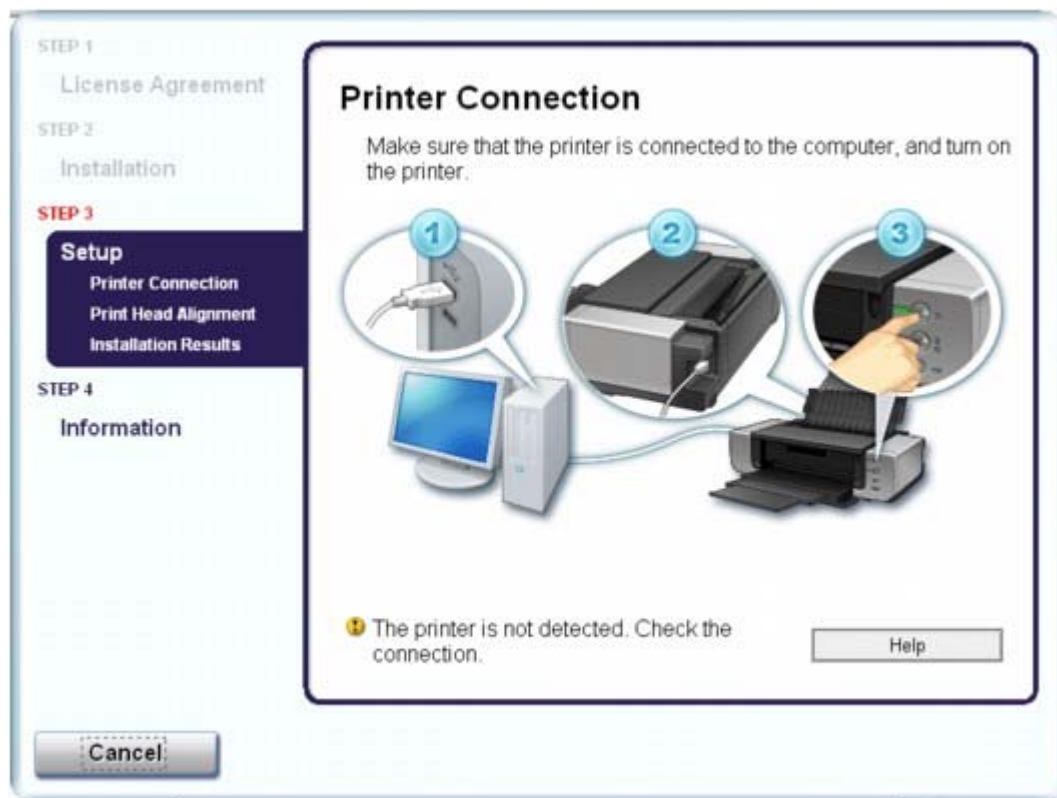 STEP 1
License Agreement
STEP 2
Installation
STEP 3
Setup
Printer Connection
Print Head Alignment
Installation Results
STEP 4
Information
Printer Connection
Make sure that the printer is connected to the computer, and turn on
the printer.
1
2
3
The printer is not detected. Check the
connection.
Help
Cancel